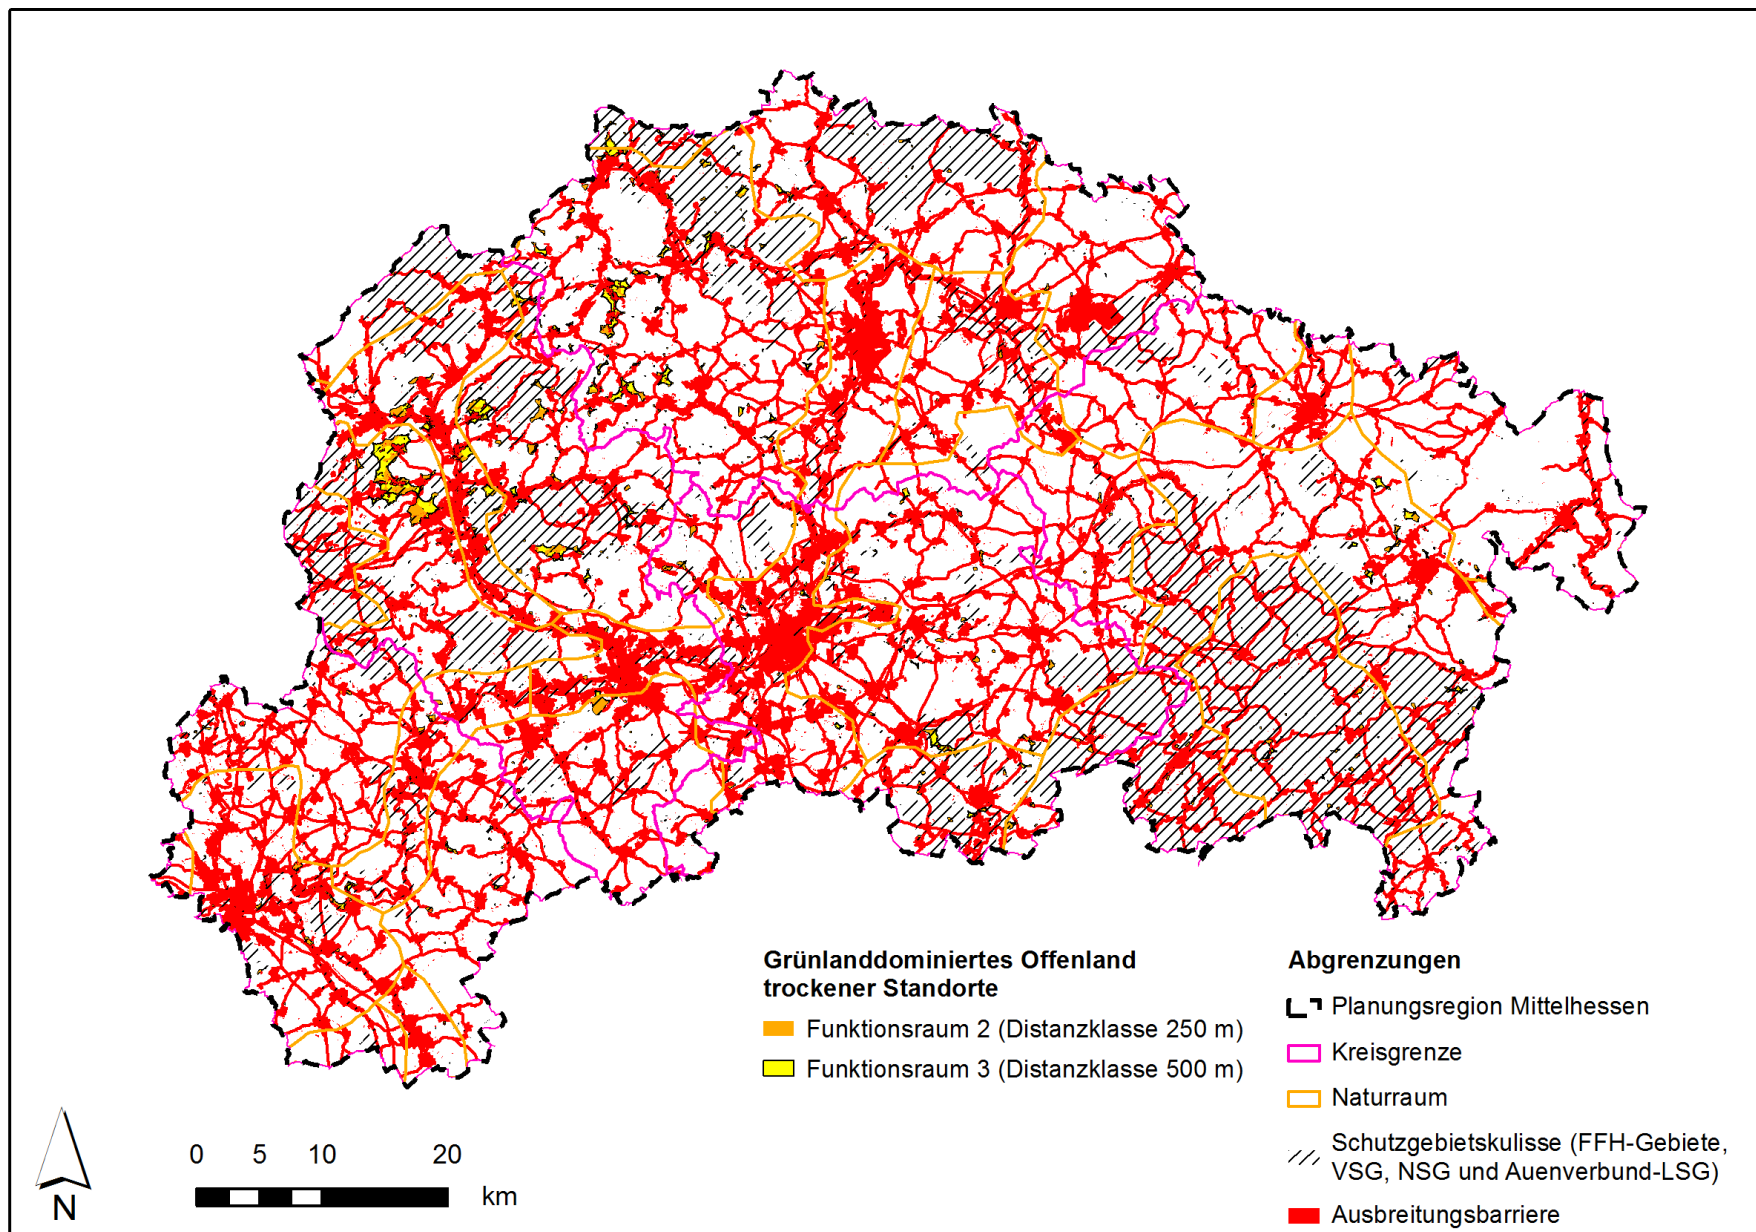 Grünlanddominiertes Offenland
trockener Standorte
Funktionsraum 2 (Distanzklasse 250 m)
Funktionsraum 3 (Distanzklasse 500 m)
Abgrenzungen
Planungsregion Mittelhessen
Kreisgrenze
Naturraum
Schutzgebietskulisse (FFH-Gebiete,
VSG, NSG und Auenverbund-LSG)
Ausbreitungsbarriere
0 5 10 20
km
N